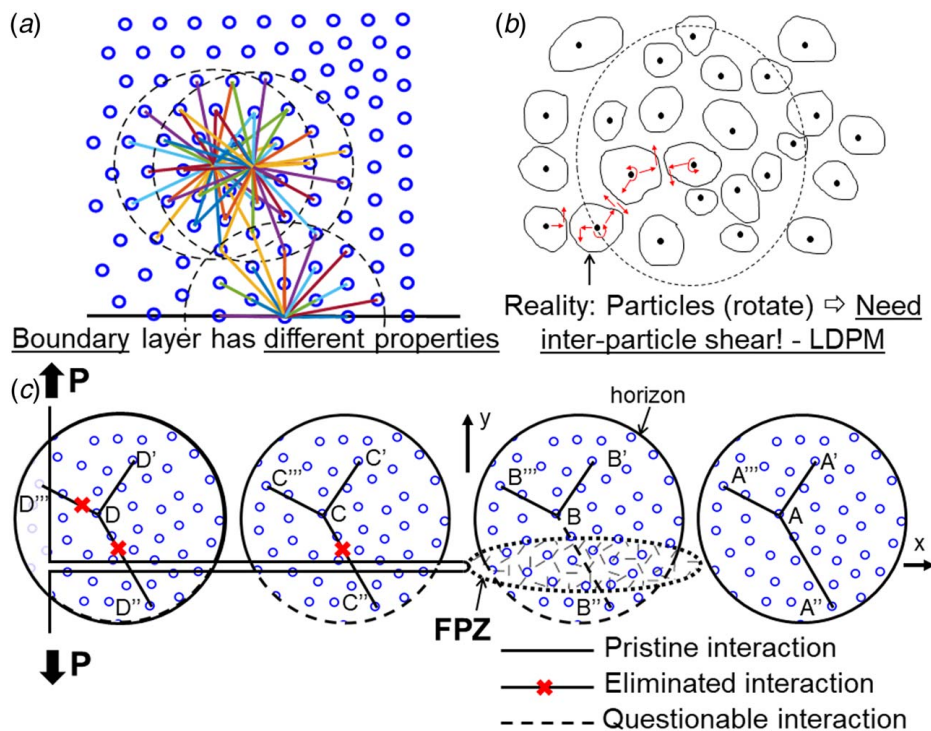 (a)
(b)
Boundary layer has different properties
Reality: Particles (rotate) ⇨ Need
inter-particle shear! - LDPM
(c)
P
D'
D'''
D
D''
C'
C'''
C
C''
y
horizon
B'
B'''
B
B''
A'
A'''
A
A''
x
FPZ
P
Pristine interaction
Eliminated interaction
Questionable interaction